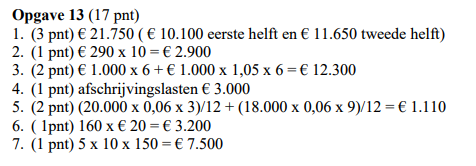 Opgave 13 (17 pnt)
1. (3 pnt) € 21.750 ( € 10.100 eerste helft en € 11.650 tweede helft)
2. (1 pnt) € 290 x 10 = € 2.900
3. (2 pnt) € 1.000 x 6 + € 1.000 x 1,05 x 6 = € 12.300
4. (1 pnt) afschrijvingslasten € 3.000
5. (2 pnt) (20.000 x 0,06 x 3)/12 + (18.000 x 0,06 x 9)/12 = € 1.110
6. ( 1pnt) 160 x € 20 = € 3.200
7. (1 pnt) 5 x 10 x 150 = € 7.500